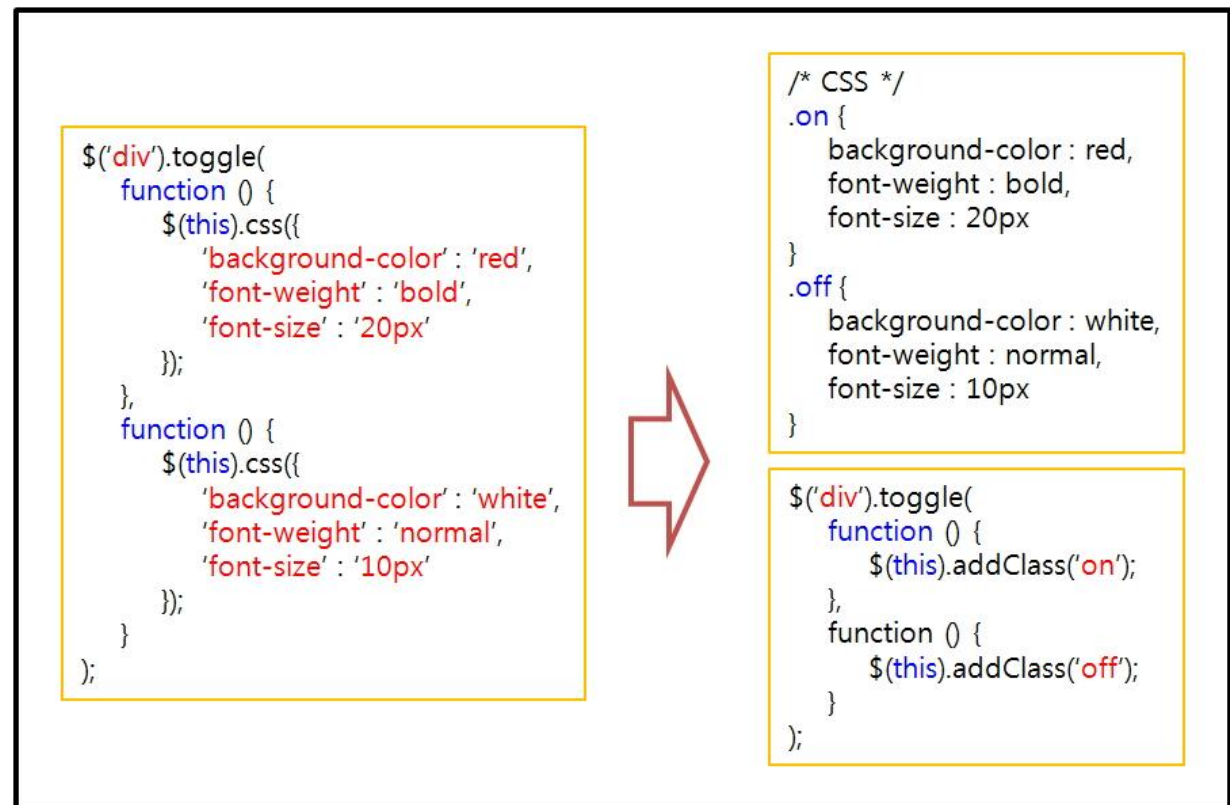 $('div').toggle(
function () {
$(this).css({
'background-color' : 'red',
'font-weight' : 'bold',
'font-size' : '20px'
});
},
function () {
$(this).css({
'background-color' : 'white',
'font-weight' : 'normal',
'font-size' : '10px'
});
}
);
/* CSS */
.on {
background-color : red,
font-weight : bold,
font-size : 20px
}
.off {
background-color : white,
font-weight : normal,
font-size : 10px
}
$('div').toggle(
function () {
$(this).addClass('on');
},
function () {
$(this).addClass('off');
}
);